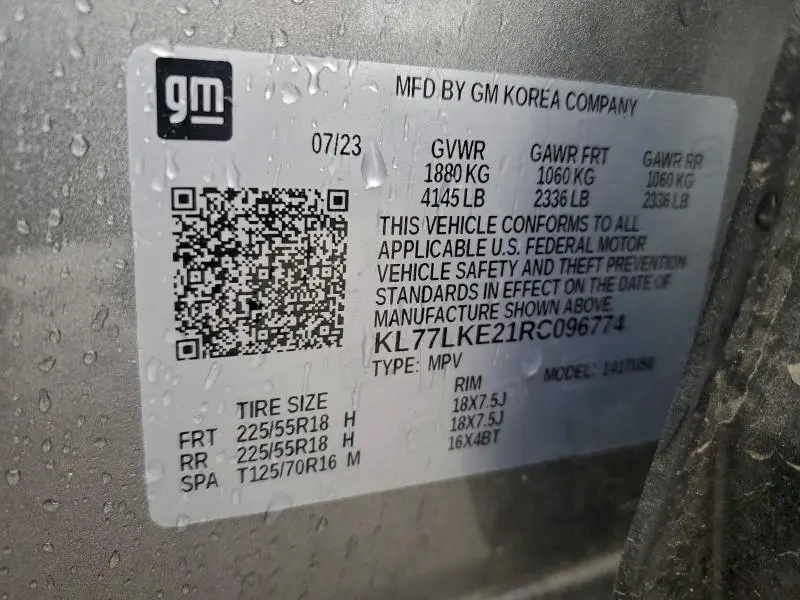 gm
MFD BY GM KOREA COMPANY
07/23
GVWR GAWR FRT GAWR RR
1880 KG 1060 KG 1060 KG
4145 LB 2336 LB 2336 LB
THIS VEHICLE CONFORMS TO ALL
APPLICABLE U.S. FEDERAL MOTOR
VEHICLE SAFETY AND THEFT PREVENTION
STANDARDS IN EFFECT ON THE DATE OF
MANUFACTURE SHOWN ABOVE.
KL77LKE21RC096774
TYPE: MPV MODEL:
TIRE SIZE RIM
FRT 225/55R18 H 18X7.5J
RR 225/55R18 H 18X7.5J
SPA T125/70R16 M 16X4BT